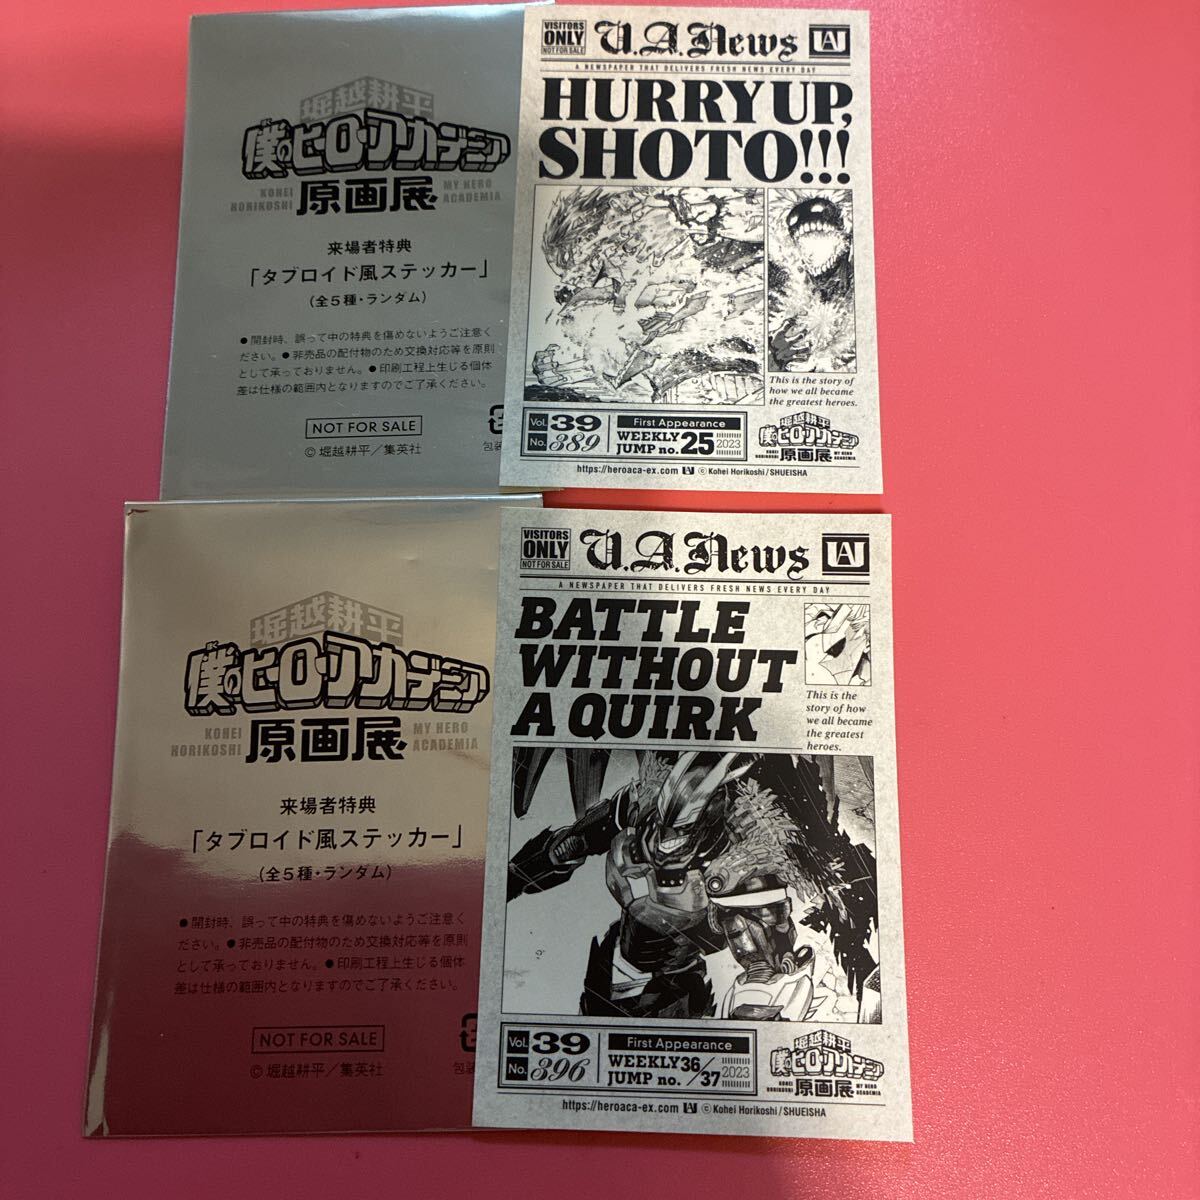 堀越耕平
僕のヒーローアカデミア
KOHEI HORIKOSHI
原画展
MY HERO ACADEMIA
来場者特典
「タブロイド風ステッカー」
(全5種・ランダム)
●開封時、誤って中の特典を傷めないようご注意く
ださい。●非売品の配付物のため交換対応等を原則
として承っておりません。●印刷工程上生じる個体
差は仕様の範囲内となりますのでご了承ください。
NOT FOR SALE
©堀越耕平/集英社
包装
VISITORS
ONLY
NOT FOR SALE
U.A.News
UA
A NEWSPAPER THAT DELIVERS FRESH NEWS EVERY DAY
HURRY UP,
SHOTO!!!
This is the story of
how we all became
the greatest heroes.
Vol. 39
No. 389
First Appearance
WEEKLY
JUMP no. 25 2023
堀越耕平
僕のヒーローアカデミア
KOHEI HORIKOSHI
原画展
MY HERO ACADEMIA
https://heroaca-ex.com UA © Kohei Horikoshi/SHUEISHA
堀越耕平
僕のヒーローアカデミア
KOHEI HORIKOSHI
原画展
MY HERO ACADEMIA
来場者特典
「タブロイド風ステッカー」
(全5種・ランダム)
●開封時、誤って中の特典を傷めないようご注意く
ださい。●非売品の配付物のため交換対応等を原則
として承っておりません。●印刷工程上生じる個体
差は仕様の範囲内となりますのでご了承ください。
NOT FOR SALE
©堀越耕平/集英社
包装
VISITORS
ONLY
NOT FOR SALE
U.A.News
UA
A NEWSPAPER THAT DELIVERS FRESH NEWS EVERY DAY
BATTLE
WITHOUT
A QUIRK
This is the
story of how
we all became
the greatest
heroes.
Vol. 39
No. 396
First Appearance
WEEKLY
JUMP no. 36/37 2023
堀越耕平
僕のヒーローアカデミア
KOHEI HORIKOSHI
原画展
MY HERO ACADEMIA
https://heroaca-ex.com UA © Kohei Horikoshi/SHUEISHA